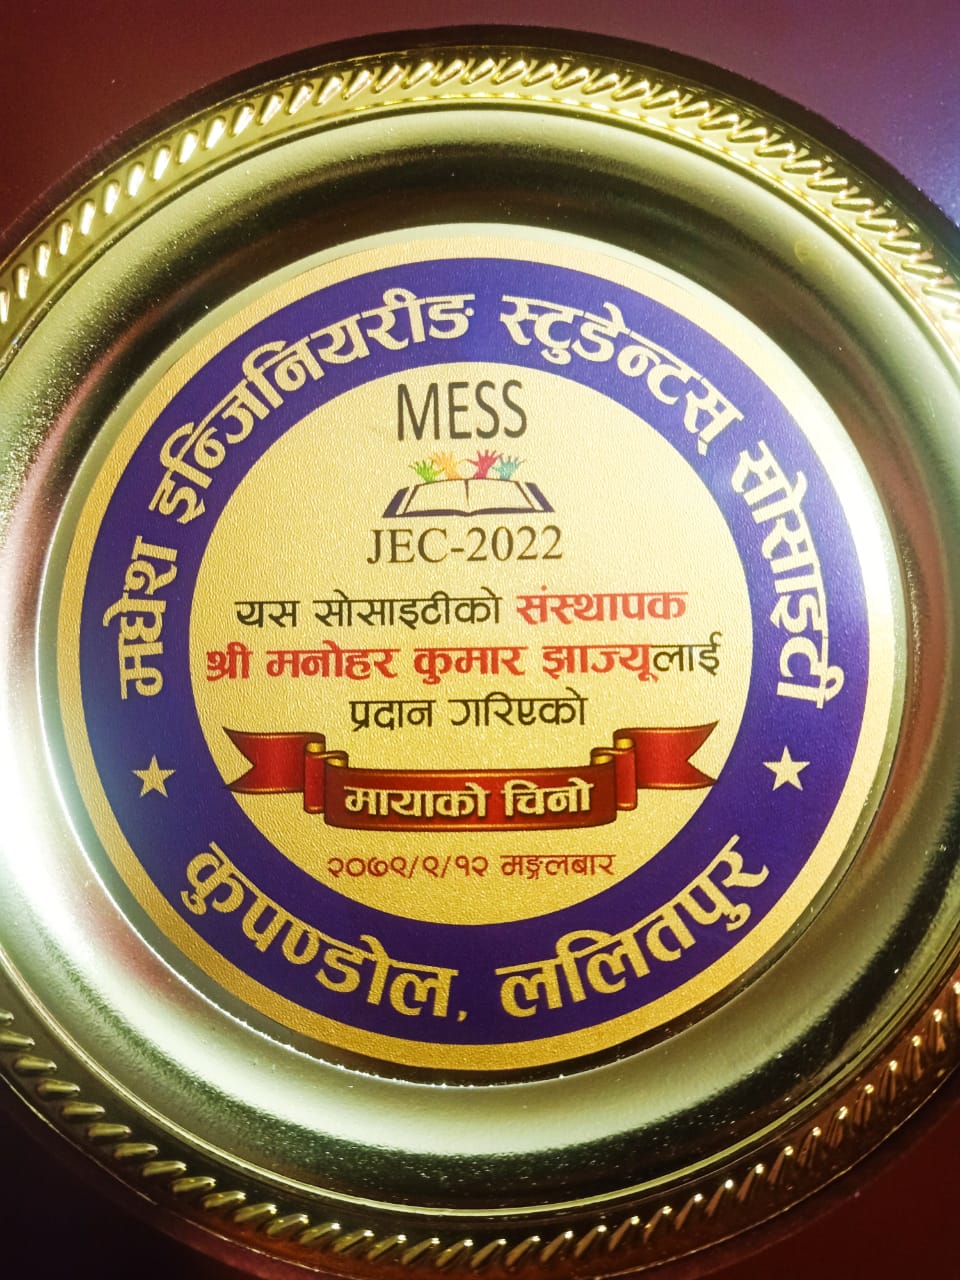 मधेश इन्जिनियरीङ स्टुडेन्टस् सोसाइटी
MESS
JEC-2022
यस सोसाइटीको संस्थापक
श्री मनोहर कुमार झाज्यूलाई
प्रदान गरिएको
मायाको चिनो
२०७९/९/१२ मङ्गलबार
कुपण्डोल, ललितपुर